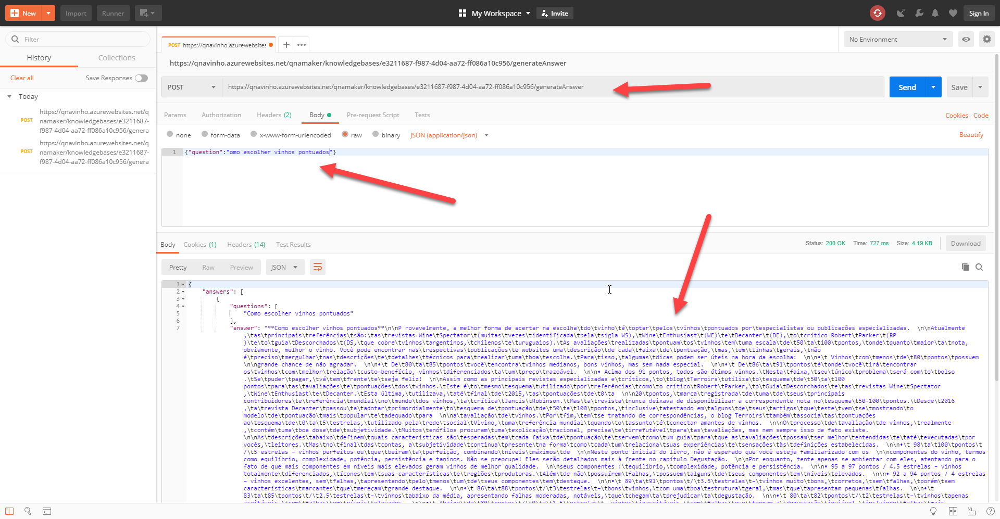 New
Import
Runner
My Workspace
Invite
Sign In
Filter
History
Collections
Clear all
Save Responses
Today
POST
https://qnavinho.azurewebsites.net/q
namaker/knowledgebases/e3211687-
f987-4d04-aa72-ff086a10c956/genera
POST
https://qnavinho.azurewebsites.net/q
namaker/knowledgebases/e3211687-
f987-4d04-aa72-ff086a10c956/genera
POST https://qnavinho.azurewebsites
No Environment
https://qnavinho.azurewebsites.net/qnamaker/knowledgebases/e3211687-f987-4d04-aa72-ff086a10c956/generateAnswer
POST
https://qnavinho.azurewebsites.net/qnamaker/knowledgebases/e3211687-f987-4d04-aa72-ff086a10c956/generateAnswer
Send
Save
Params Authorization Headers (2) Body Pre-request Script Tests
Cookies Code
none form-data x-www-form-urlencoded raw binary JSON (application/json)
Beautify
1 {"question":"omo escolher vinhos pontuados"}
Body Cookies (1) Headers (14) Test Results
Status: 200 OK Time: 727 ms Size: 4.19 KB
Download
Pretty Raw Preview JSON
1 {
2 "answers": [
3 {
4 "questions": [
5 "Como escolher vinhos pontuados"
6 ],
7 "answer": "**Como escolher vinhos pontuados**\n\nP rovavelmente, a melhor forma de acertar na escolha\tdo\tvinho\té\toptar\tpelos\tvinhos\tpontuados por\tespecialistas ou publicações especializadas.  \n\nAtualmente
,\tas\tprincipais\treferências\tsão:\tas\trevistas Wine\tSpectator\t(muitas\tvezes\tidentificada\tpela\tsigla WS),\tWine\tEnthusiast\t(WE)\te\tDecanter\t(DE),\to\tcrítico Robert\tParker\t(RP
)\te\to\tguia\tDescorchados\t(DS,\tque cobre\tvinhos\targentinos,\tchilenos\te\turuguaios).\tAs avaliações\trealizadas\tpontuam\tos\tvinhos\tem\tuma escala\tde\t50\ta\t100\tpontos,\tonde\tquanto\tmaior\ta\tnota,
obviamente, melhor o vinho. Você pode encontrar nas\trespectivas\tpublicações\te websites uma\tdescrição\tde cada\tfaixa\tde\tpontuação,\tmas,\tem\tlinhas\tgerais,\tnão
é\tpreciso\tmergulhar\tnas\tdescrições\te\tdetalhes\ttécnicos para\trealizar\tuma\tboa\tescolha.\tPara\tisso,\talgumas\tdicas podem ser úteis na hora da escolha:  \n\n•\t Vinhos\tcom\tmenos\tde\t80\tpontos\tpossuem
\n\ngrande chance de não agradar.  \n\n•\t De\t80\ta\t85\tpontos\tvocê\tencontra\tvinhos medianos, bons vinhos, mas sem nada especial.  \n\n•\t De\t86\ta\t91\tpontos\té\tonde\tvocê\tirá\tencontrar
os\tvinhos\tcom\tmelhor\trelação\tcusto-benefício, vinhos\tdiferenciados\ta\tum\tpreço\trazoável.  \n\n• Acima dos 91 pontos, todos são ótimos vinhos.\tNesta\tfaixa,\tseu\túnico\tproblema\tserá com\to\tbolso
.\tSe\tpuder\tpagar,\tvá\tem\tfrente\te\tseja feliz!  \n\nAssim como as principais revistas especializadas e\tcríticos,\to\tblog\tTerroirs\tutiliza\to\tesquema\tde\t50\ta\t100
pontos\tpara\tas\tavaliações\te\tpontuações\tdos\tvinhos.\tEste é\to\tmesmo\tesquema\tutilizado\tpor\treferências\tcomo\to crítico\tRobert\tParker,\to\tGuia\tDescorchados\te\tas\trevistas Wine\tSpectator
,\tWine\tEnthusiast\te\tDecanter.\tEsta última,\tutilizava,\taté\tfinal\tde\t2015,\tas\tpontuações\tde\t0\ta  \n\n20\tpontos,\tmarca\tregistrada\tde\tuma\tde\tseus\tprincipais
contribuidores\te\treferência\tmundial\tno\tmundo\tdos vinhos,\ta\tcrítica\tJancis\tRobinson.\tMas\ta\trevista\tnunca deixava de disponibilizar a correspondente nota no\tesquema\t50-100\tpontos.\tDesde\t2016
,\ta\trevista Decanter\tpassou\ta\tadotar\tprimordialmente\to\tesquema de\tpontuação\tde\t50\ta\t100\tpontos,\tinclusive\tatestando em\talguns\tde\tseus\tartigos\tque\teste\tvem\tse\tmostrando\to
modelo\tde\tpontuação\tmais\tpopular\te\tadequado\tpara  \n\na\tavaliação\tde\tvinhos.\tPor\tfim,\tem\tse tratando de correspondências, o blog Terroirs\ttambém\tassocia\tas\tpontuações
ao\tesquema\tde\t0\ta\t5\testrelas,\tutilizado pela\trede\tsocial\tVivino,\tuma\treferência mundial\tquando\to\tassunto\té\tconectar amantes de vinhos.  \n\nO\tprocesso\tde\tavaliação\tde vinhos,\trealmente
,\tcontém\tuma\tboa dose\tde\tsubjetividade.\tMuitos\tenófilos procuram\tuma\texplicação\tracional, precisa\te\tirrefutável\tpara\tas\tavaliações, mas nem sempre isso de fato existe.
\n\nAs\tdescrições\tabaixo\tdefinem\tquais características são\tesperadas\tem\tcada faixa\tde\tpontuação\te\tservem\tcomo\tum guia\tpara\tque as\tavaliações\tpossam\tser melhor\tentendidas\te\taté\texecutadas\tpor
vocês,\tleitores.\tMas\tno\tfinal\tdas\tcontas, a\tsubjetividade\tcontinua\tpresente\tna forma\tcomo\tcada\tum\trelaciona\tsuas experiências\te\tsensações\tàs\tdefinições estabelecidas.  \n\n•\t 98\ta\t100\tpontos\t
/\t5 estrelas – vinhos perfeitos ou\tque\tbeiram\ta\tperfeição, combinando\tníveis\tmáximos\tde  \n\nNeste ponto inicial do livro, não é esperado que você esteja familiarizado com os  \n\ncomponentes do vinho, termos
como equilíbrio, complexidade, potência, persistência e taninos. Não se preocupe! Eles serão detalhados mais à frente no capítulo Degustação.  \n\nPor enquanto, tente apenas se ambientar com eles, atentando para o
fato de que mais componentes em níveis mais elevados geram vinhos de melhor qualidade.  \n\nseus componentes :\tequilíbrio,\tcomplexidade, potência e persistência.  \n\n• 95 a 97 pontos / 4.5 estrelas – vinhos
totalmente\tdiferenciados,\tícones\tem\tsuas características\te\tregiões\tprodutoras.\tAlém\tde não\tpossuírem\tfalhas,\tpossuem\talguns\tde\tseus componentes\tem\tníveis\televados.  \n\n• 92 a 94 pontos / 4 estrelas
– vinhos excelentes, sem\tfalhas,\tapresentando\tpelo\tmenos\tum\tde seus componentes\tem\tdestaque.  \n\n•\t 89\ta\t91\tpontos\t/\t3.5\testrelas\t–\tvinhos muito\tbons,\tcorretos,\tsem\tfalhas,\tporém\tsem
características\tmarcantes\tque\tmereçam\tgrande destaque.  \n\n•\t 86\ta\t88\tpontos\t/\t3\testrelas\t–\tbons\tvinhos,\tcom uma\tboa\testrutura\tgeral,\tmas\tque\tapresentam pequenas\tfalhas.  \n\n•\t
83\ta\t85\tpontos\t/\t2.5\testrelas\t–\tvinhos\tabaixo da média, apresentando falhas moderadas, notáveis,\tque\tchegam\ta\tprejudicar\ta\tdegustação.  \n\n•\t 80\ta\t82\tpontos\t/\t2\testrelas\t–\tvinhos\tapenas